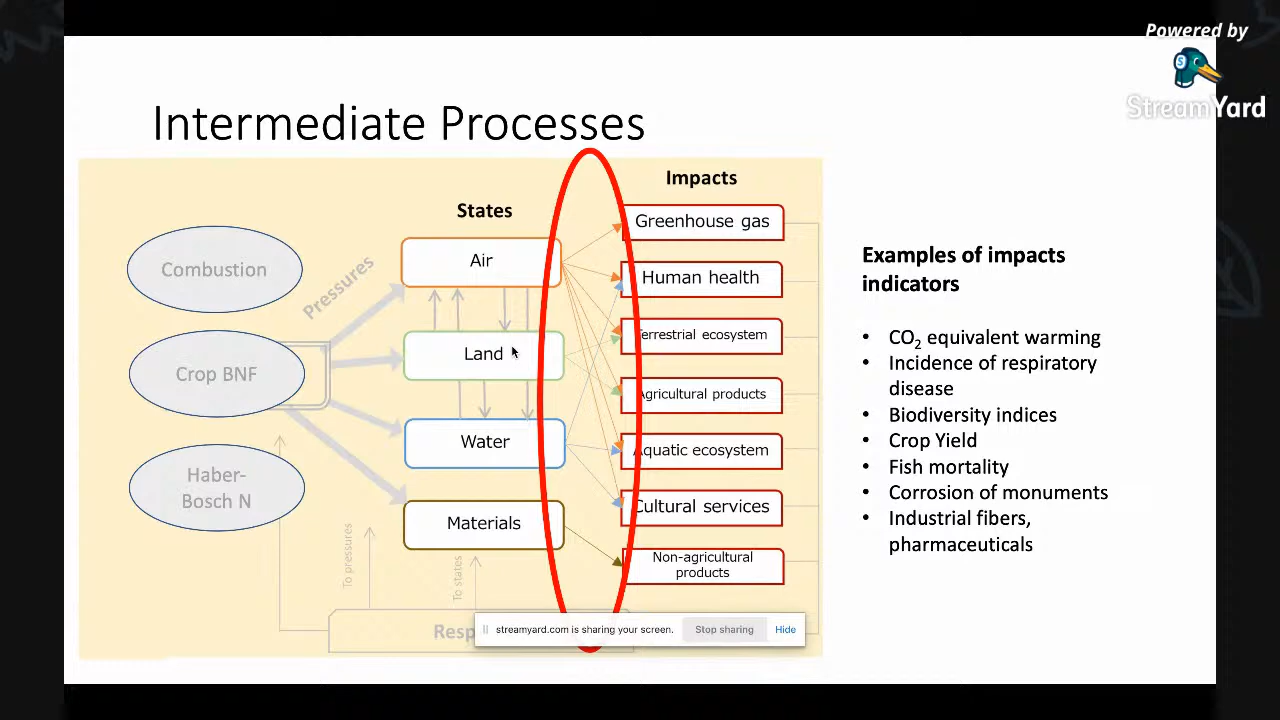 Powered by
StreamYard
Intermediate Processes
Impacts
States
Greenhouse gas
Combustion
Pressures
Air
Human health
Examples of impacts
indicators
Terrestrial ecosystem
Crop BNF
Land
CO₂ equivalent warming
Incidence of respiratory
disease
Agricultural products
Biodiversity indices
Water
Aquatic ecosystem
Crop Yield
Fish mortality
Haber-
Bosch N
Materials
Cultural services
Corrosion of monuments
Industrial fibers,
pharmaceuticals
Non-agricultural
products
To pressures
To states
streamyard.com is sharing your screen.
Stop sharing
Hide